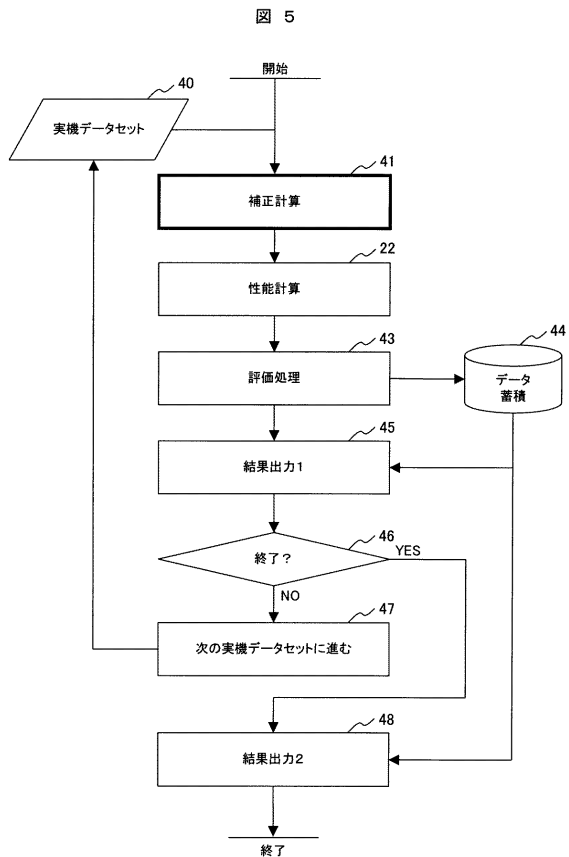 図 5
開始
40
実機データセット
41
補正計算
22
性能計算
43
評価処理
44
データ
蓄積
45
結果出力1
46
終了?
YES
NO
47
次の実機データセットに進む
48
結果出力2
終了